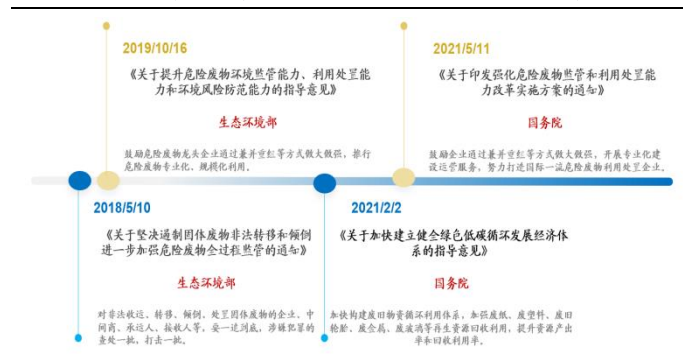 2019/10/16
《关于提升危险废物环境监管能力、利用处置能
力和环境风险防范能力的指导意见》
生态环境部
鼓励危险废物龙头企业通过兼并重组等方式做大做强，推行
危险废物专业化、规模化利用。
2021/5/11
《关于印发强化危险废物监管和利用处置能
力改革实施方案的通知》
国务院
鼓励企业通过兼并重组等方式做大做强，开展专业化建
设运营服务，努力打造国际一流危险废物利用处置企业。
2018/5/10
《关于坚决遏制固体废物非法转移和倾倒
进一步加强危险废物全过程监管的通知》
生态环境部
对非法收运、转移、倾倒、处置固体废物的企业、中
间商、承运人、接收人等，要一追到底，涉嫌犯罪的
查处一批，打击一批。
2021/2/2
《关于加快建立健全绿色低碳循环发展经济体
系的指导意见》
国务院
加快构建废旧物资循环利用体系，加强废纸、废塑料、废旧
轮胎、废金属、废玻璃等再生资源回收利用，提升资源产出
率和回收利用率。